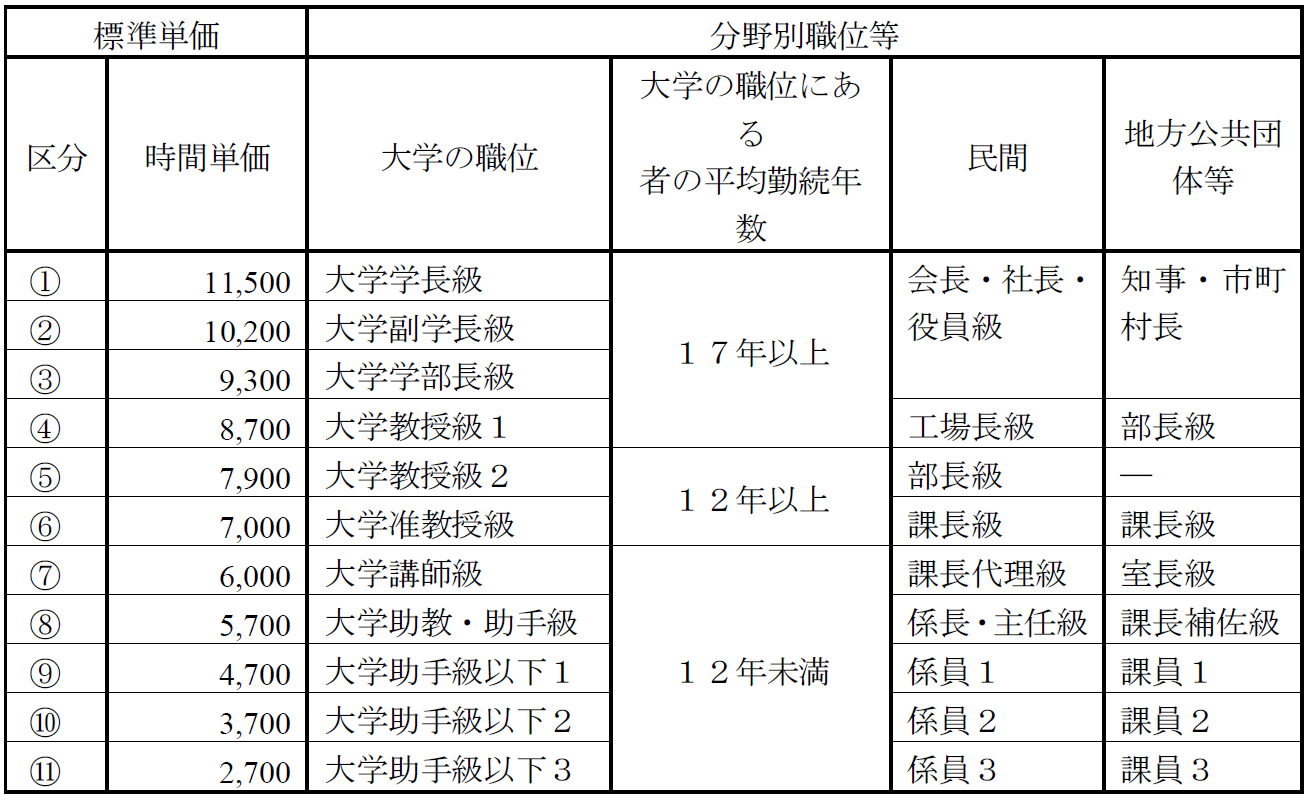 標準単価 分野別職位等
区分 時間単価 大学の職位 大学の職位にあ
る
者の平均勤続年
数 民間 地方公共団
体等
① 11,500 大学学長級 17年以上 会長・社長・
役員級 知事・市町
村長
② 10,200 大学副学長級
③ 9,300 大学学部長級
④ 8,700 大学教授級1 工場長級 部長級
⑤ 7,900 大学教授級2 12年以上 部長級 ―
⑥ 7,000 大学准教授級 課長級 課長級
⑦ 6,000 大学講師級 12年未満 課長代理級 室長級
⑧ 5,700 大学助教・助手級 係長・主任級 課長補佐級
⑨ 4,700 大学助手級以下1 係員1 課員1
⑩ 3,700 大学助手級以下2 係員2 課員2
⑪ 2,700 大学助手級以下3 係員3 課員3